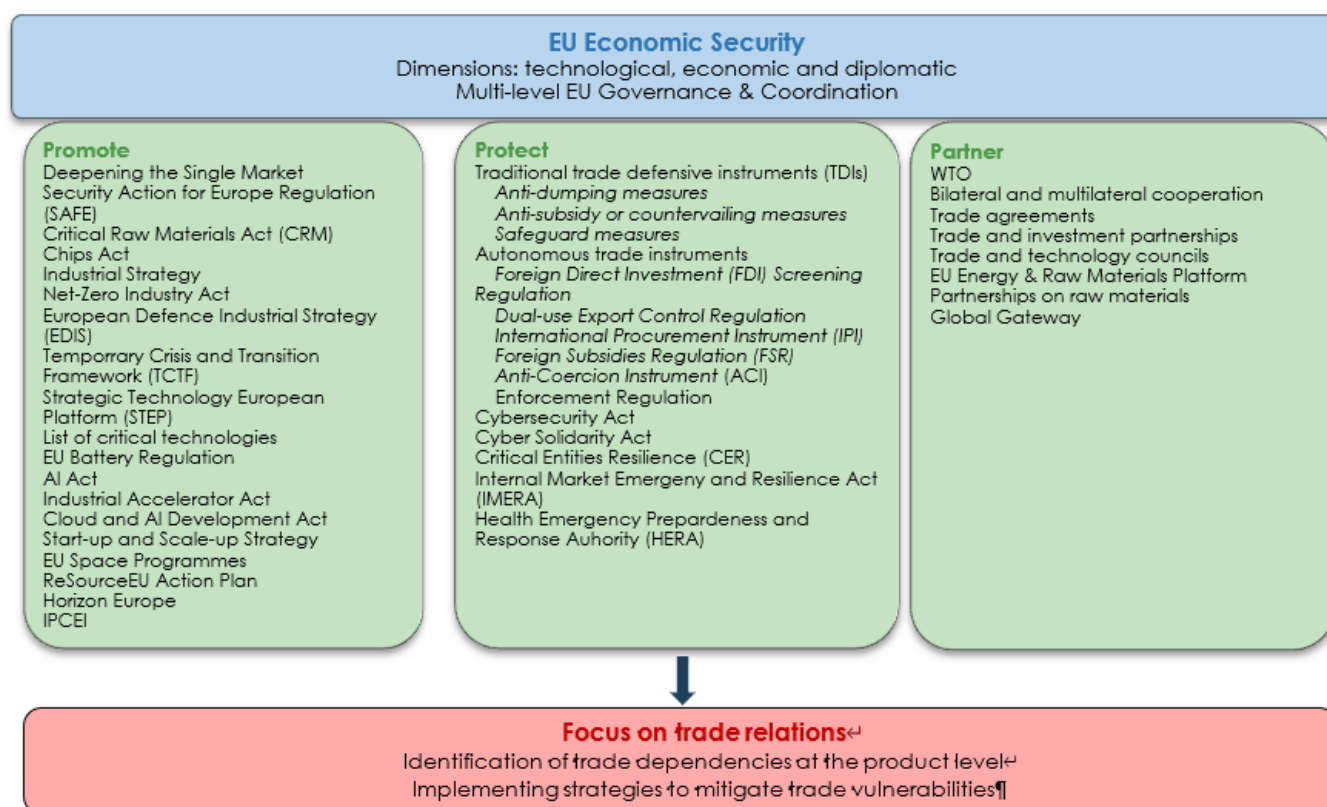 EU Economic Security
Dimensions: technological, economic and diplomatic
Multi-level EU Governance & Coordination
Promote
Deepening the Single Market
Security Action for Europe Regulation
(SAFE)
Critical Raw Materials Act (CRM)
Chips Act
Industrial Strategy
Net-Zero Industry Act
European Defence Industrial Strategy
(EDIS)
Temporrary Crisis and Transition
Framework (TCTF)
Strategic Technology European
Platform (STEP)
List of critical technologies
EU Battery Regulation
AI Act
Industrial Accelerator Act
Cloud and AI Development Act
Start-up and Scale-up Strategy
EU Space Programmes
ReSourceEU Action Plan
Horizon Europe
IPCEI
Protect
Traditional trade defensive instruments (TDIs)
Anti-dumping measures
Anti-subsidy or countervailing measures
Safeguard measures
Autonomous trade instruments
Foreign Direct Investment (FDI) Screening
Regulation
Dual-use Export Control Regulation
International Procurement Instrument (IPI)
Foreign Subsidies Regulation (FSR)
Anti-Coercion Instrument (ACI)
Enforcement Regulation
Cybersecurity Act
Cyber Solidarity Act
Critical Entities Resilience (CER)
Internal Market Emergeny and Resilience Act
(IMERA)
Health Emergency Prepardeness and
Response Auhority (HERA)
Partner
WTO
Bilateral and multilateral cooperation
Trade agreements
Trade and investment partnerships
Trade and technology councils
EU Energy & Raw Materials Platform
Partnerships on raw materials
Global Gateway
Focus on trade relations↵
Identification of trade dependencies at the product level↵
Implementing strategies to mitigate trade vulnerabilities¶